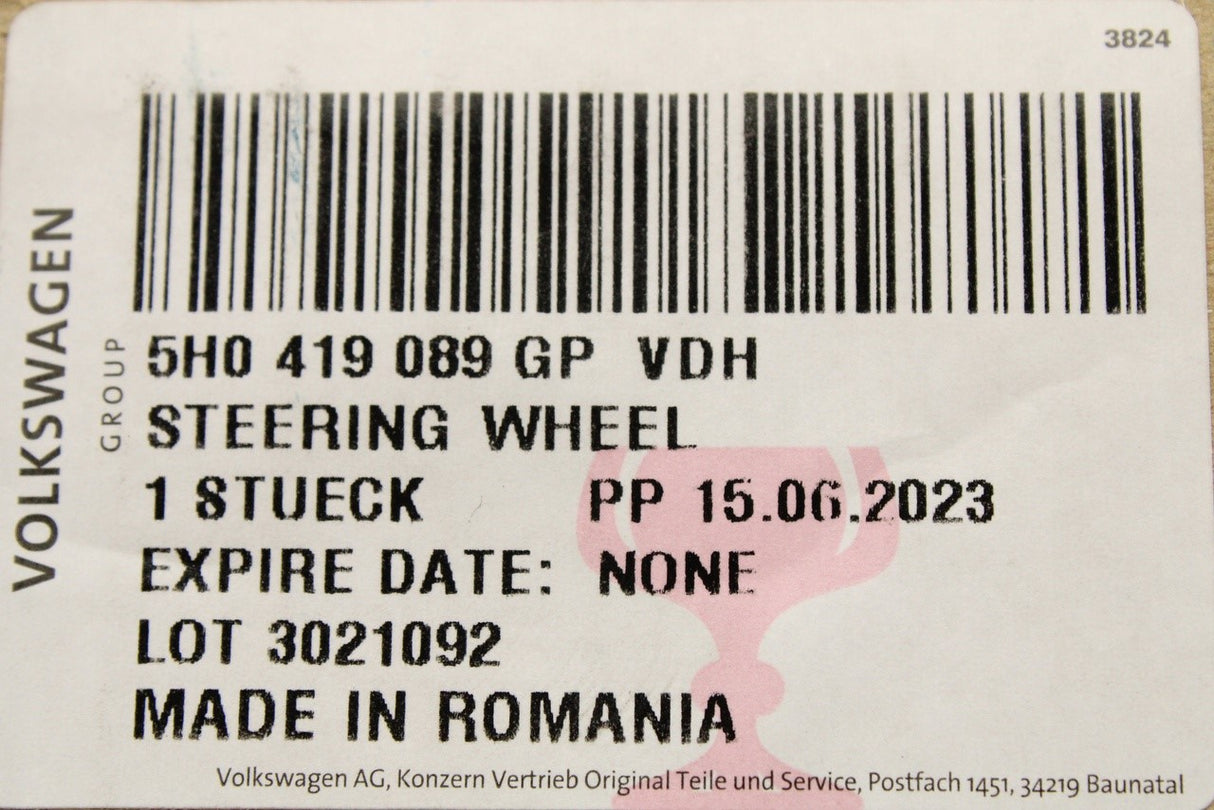 3824
VOLKSWAGEN
GROUP
5H0 419 089 GP VDH
STEERING WHEEL
1 STUECK PP 15.06.2023
EXPIRE DATE: NONE
LOT 3021092
MADE IN ROMANIA
Volkswagen AG, Konzern Vertrieb Original Teile und Service, Postfach 1451, 34219 Baunatal